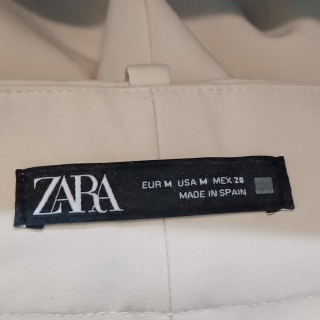 ZARA
EUR M USA M MEX 28
MADE IN SPAIN